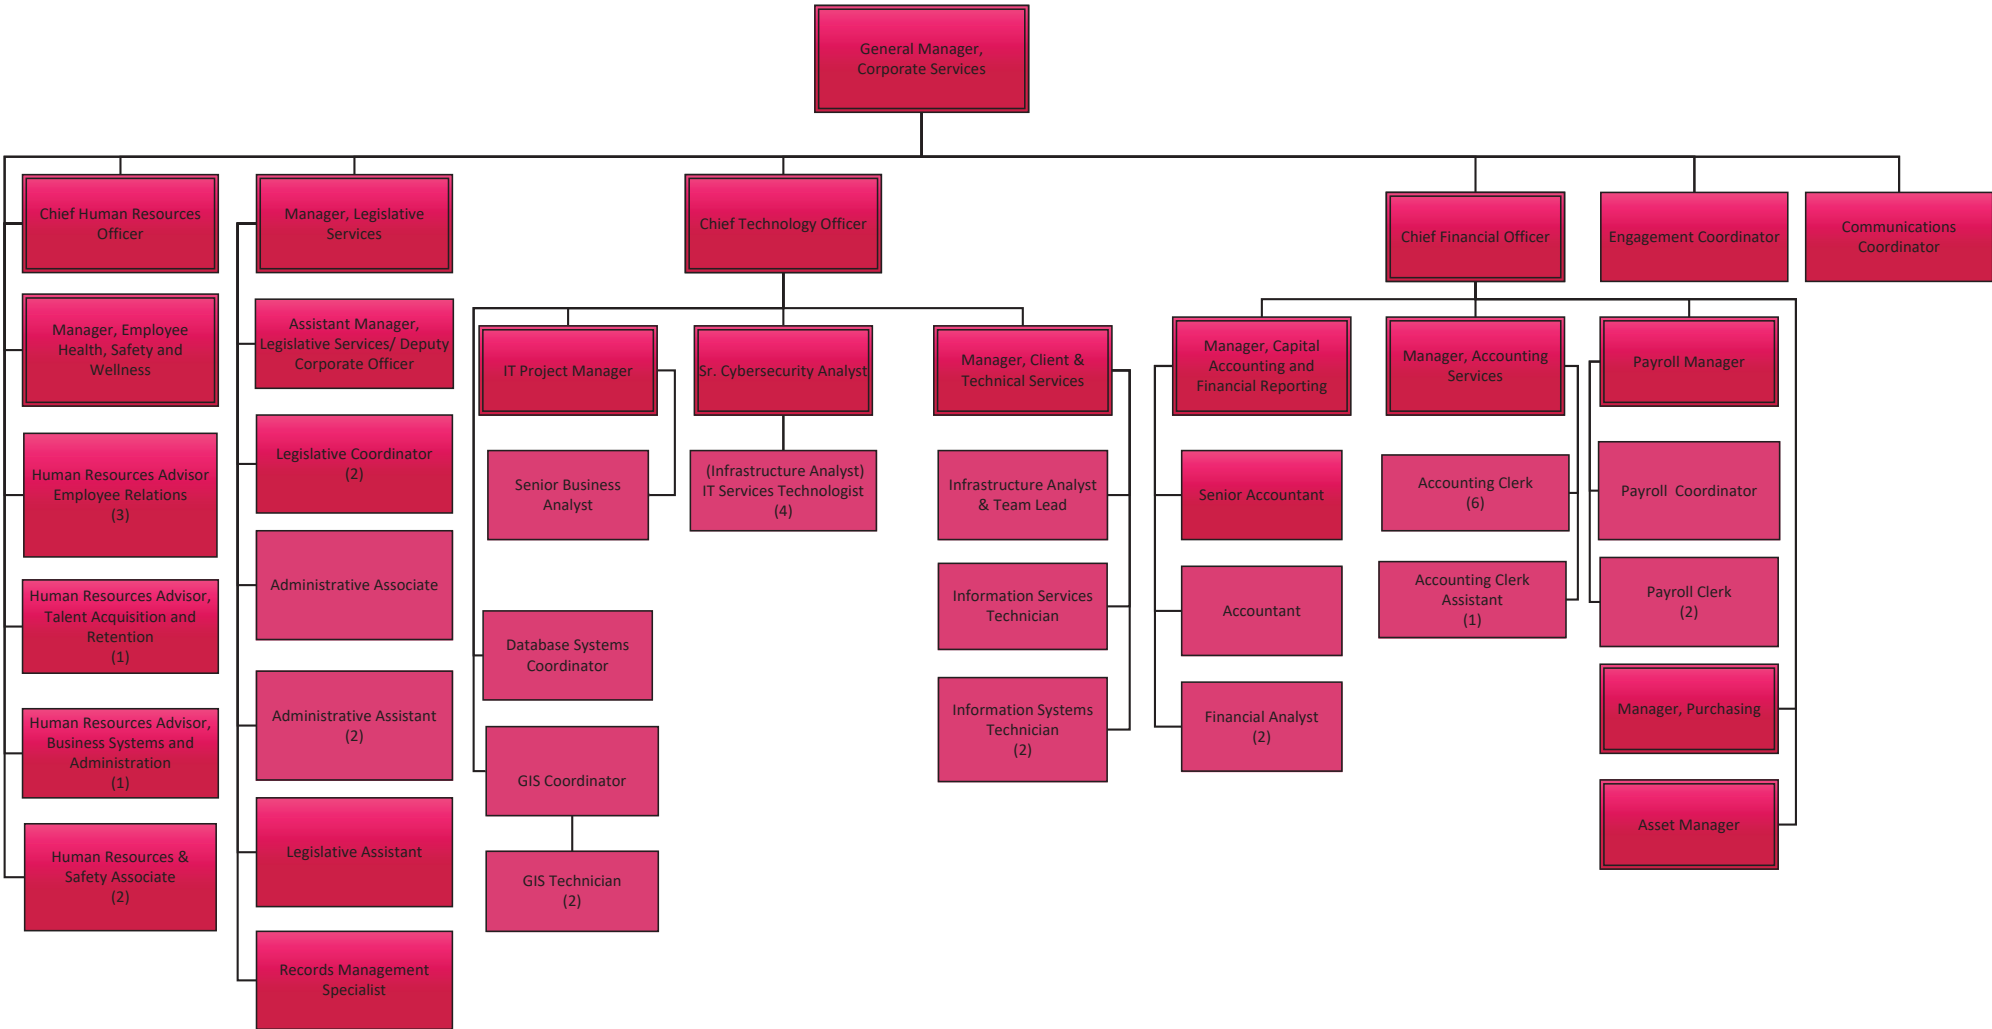 General Manager,
Corporate Services
Chief Human Resources
Officer
Manager, Legislative
Services
Chief Technology Officer
Chief Financial Officer
Engagement Coordinator
Communications
Coordinator
Manager, Employee
Health, Safety and
Wellness
Human Resources Advisor
Employee Relations
(3)
Human Resources Advisor,
Talent Acquisition and
Retention
(1)
Human Resources Advisor,
Business Systems and
Administration
(1)
Human Resources &
Safety Associate
(2)
Assistant Manager,
Legislative Services/ Deputy
Corporate Officer
Legislative Coordinator
(2)
Administrative Associate
Administrative Assistant
(2)
Legislative Assistant
Records Management
Specialist
IT Project Manager
Senior Business
Analyst
Database Systems
Coordinator
GIS Coordinator
GIS Technician
(2)
Sr. Cybersecurity Analyst
(Infrastructure Analyst)
IT Services Technologist
(4)
Manager, Client &
Technical Services
Infrastructure Analyst
& Team Lead
Information Services
Technician
Information Systems
Technician
(2)
Manager, Capital
Accounting and
Financial Reporting
Senior Accountant
Accountant
Financial Analyst
(2)
Manager, Accounting
Services
Accounting Clerk
(6)
Accounting Clerk
Assistant
(1)
Payroll Manager
Payroll  Coordinator
Payroll Clerk
(2)
Manager, Purchasing
Asset Manager